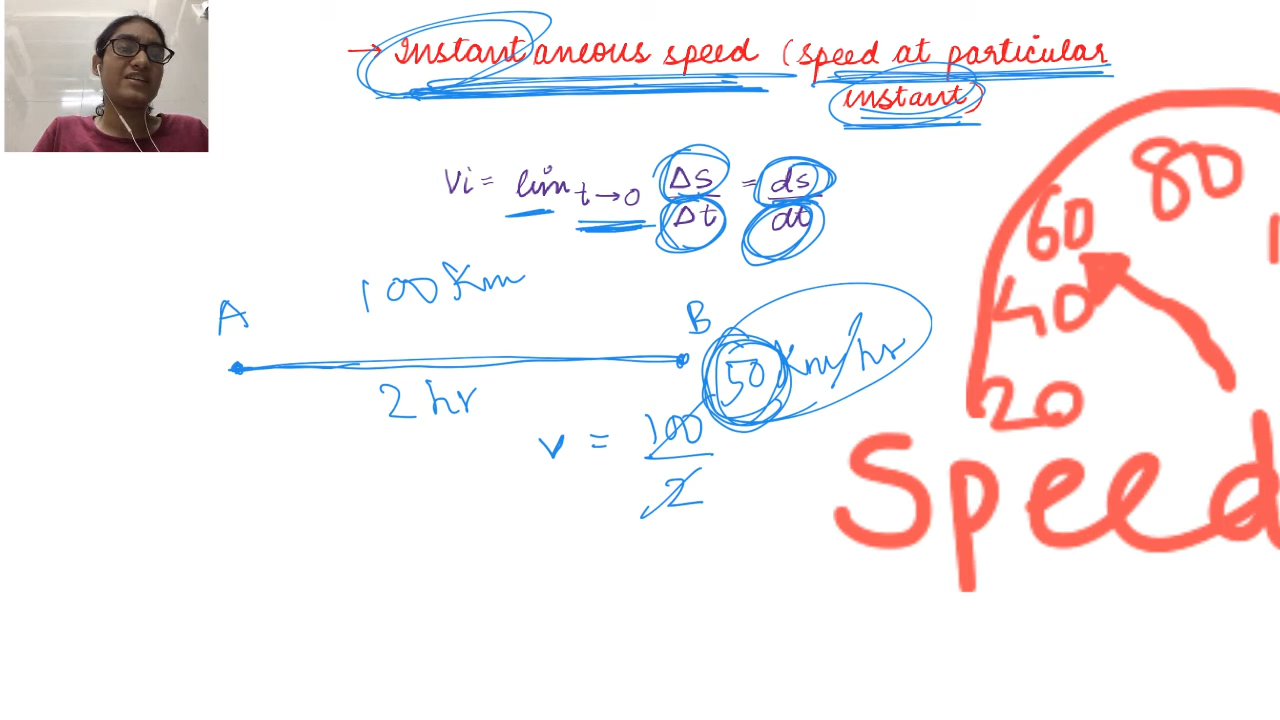 → Instantaneous speed (speed at particular
instant)
Vi = lim t→0 Δs/Δt = ds/dt
100 Km
A B
2 hr
50 Km/hr
v = 100/2
80
60
40
20
Speed